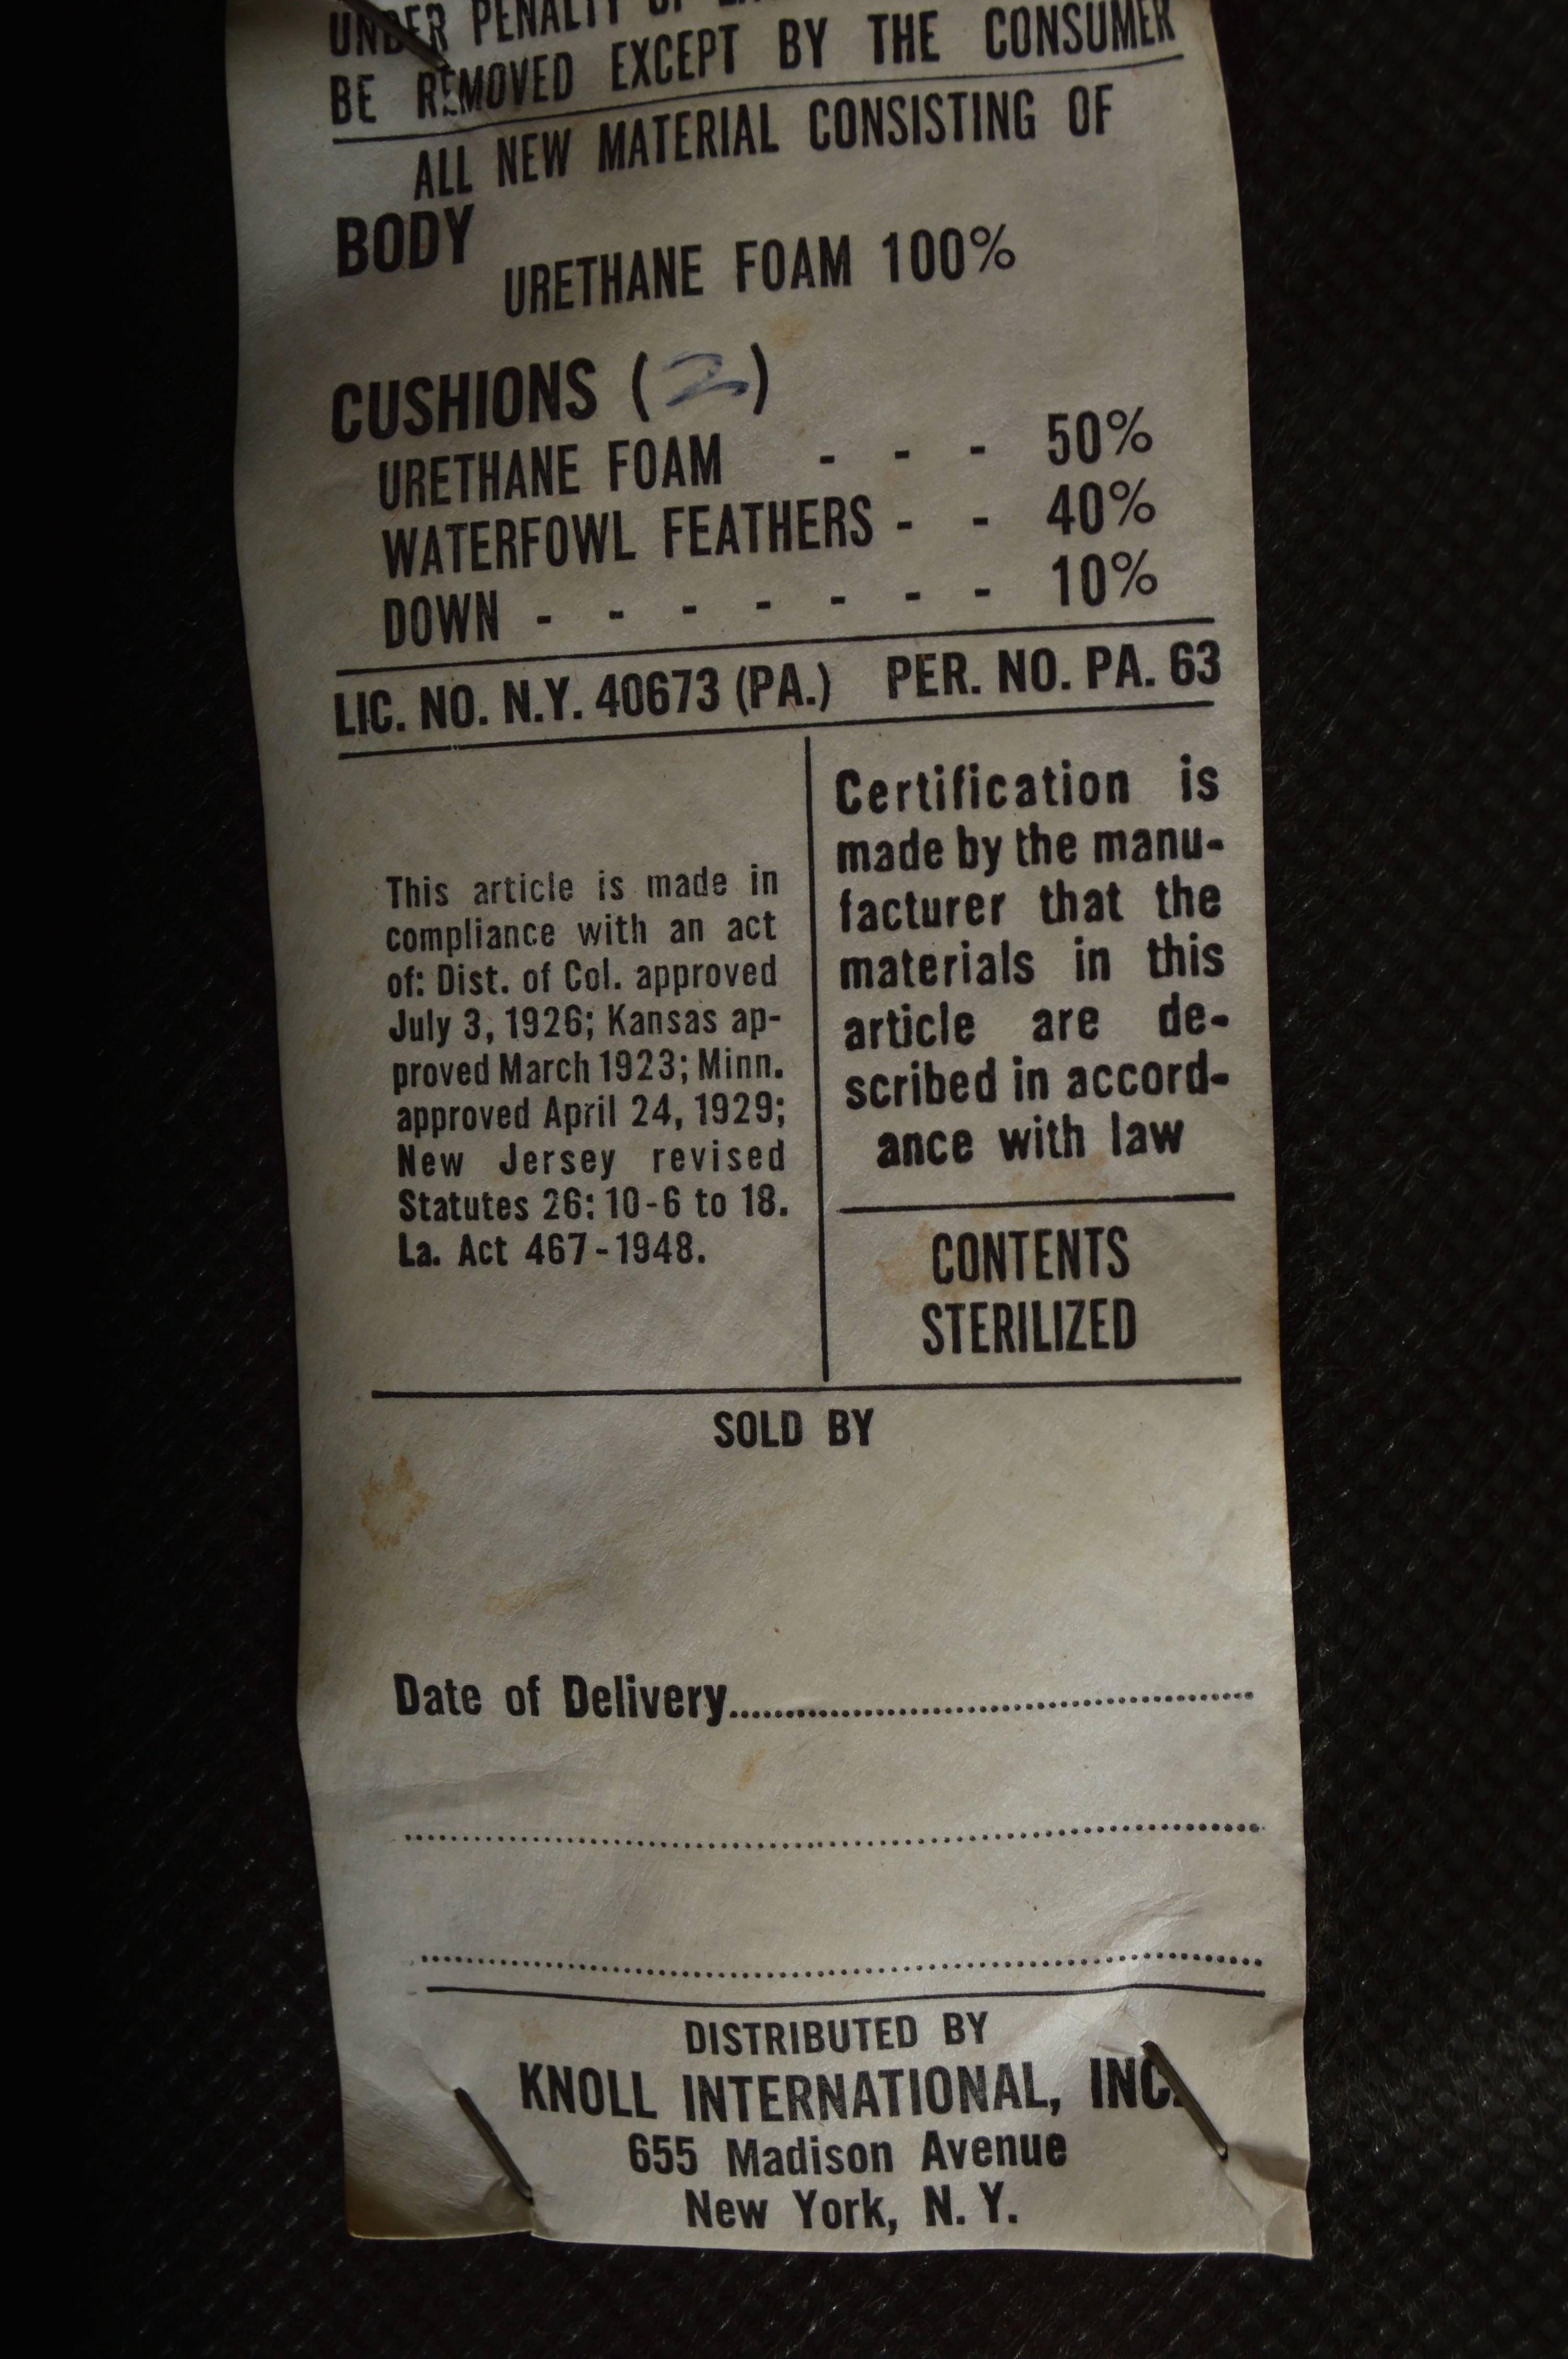 UNDER PENALTY OF
BE REMOVED EXCEPT BY THE CONSUMER
ALL NEW MATERIAL CONSISTING OF
BODY
URETHANE FOAM 100%
CUSHIONS (2)
URETHANE FOAM - - - 50%
WATERFOWL FEATHERS - - 40%
DOWN - - - - - - - 10%
LIC. NO. N.Y. 40673 (PA.) PER. NO. PA. 63
This article is made in
compliance with an act
of: Dist. of Col. approved
July 3, 1926; Kansas ap-
proved March 1923; Minn.
approved April 24, 1929;
New Jersey revised
Statutes 26: 10-6 to 18.
La. Act 467-1948.
Certification is
made by the manu-
facturer that the
materials in this
article are de-
scribed in accord-
ance with law
CONTENTS
STERILIZED
SOLD BY
Date of Delivery
DISTRIBUTED BY
KNOLL INTERNATIONAL, INC.
655 Madison Avenue
New York, N. Y.